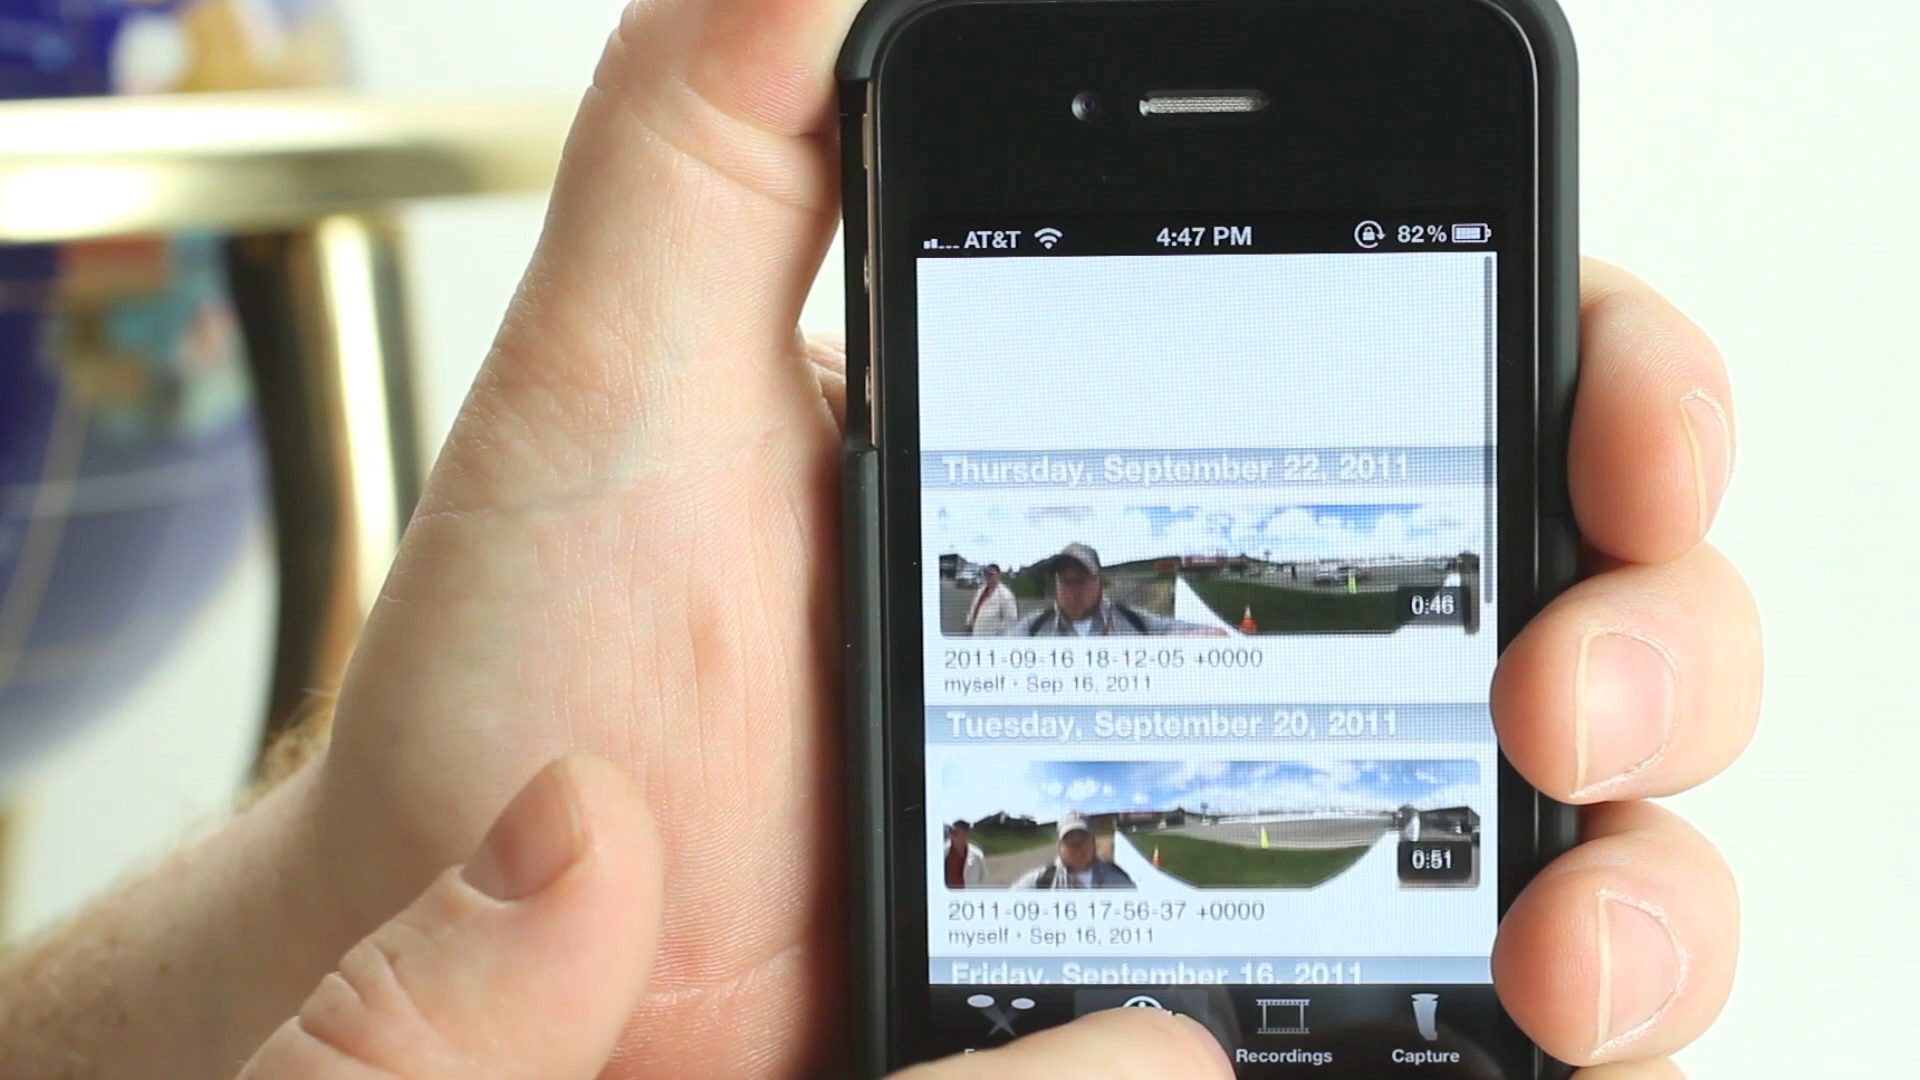 AT&T 4:47 PM 82%
Thursday, September 22, 2011
0:46
2011-09-16 18-12-05 +0000
myself • Sep 16, 2011
Tuesday, September 20, 2011
0:51
2011-09-16 17-56-37 +0000
myself • Sep 16, 2011
Friday, September 16, 2011
Recordings Capture